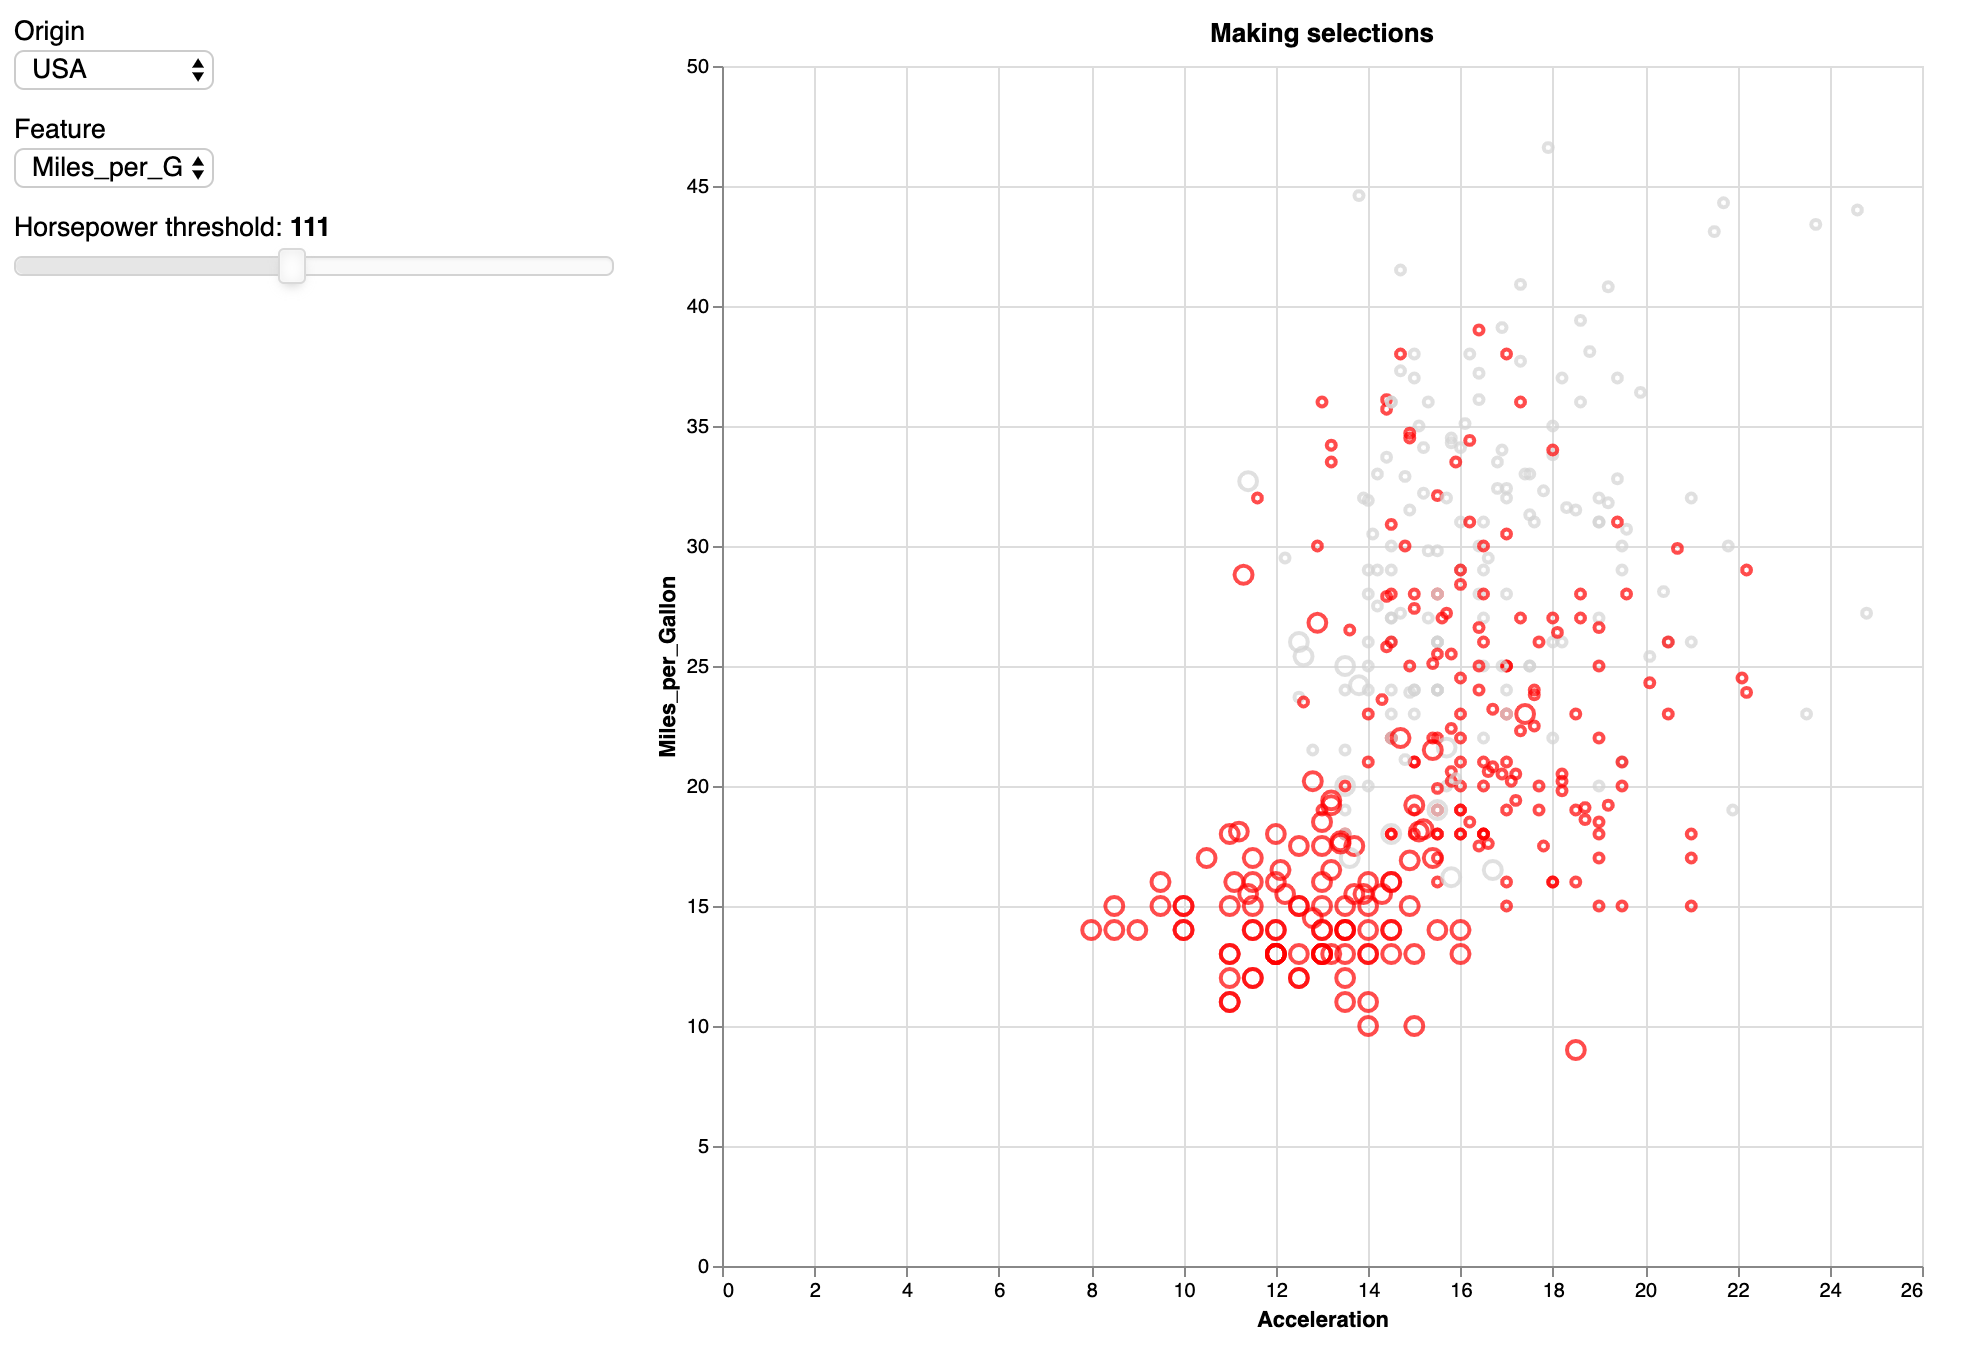 Origin
USA
Feature
Miles_per_G
Horsepower threshold: 111
Making selections
50
45
40
35
30
25
20
15
10
5
0
Miles_per_Gallon
0 2 4 6 8 10 12 14 16 18 20 22 24 26
Acceleration